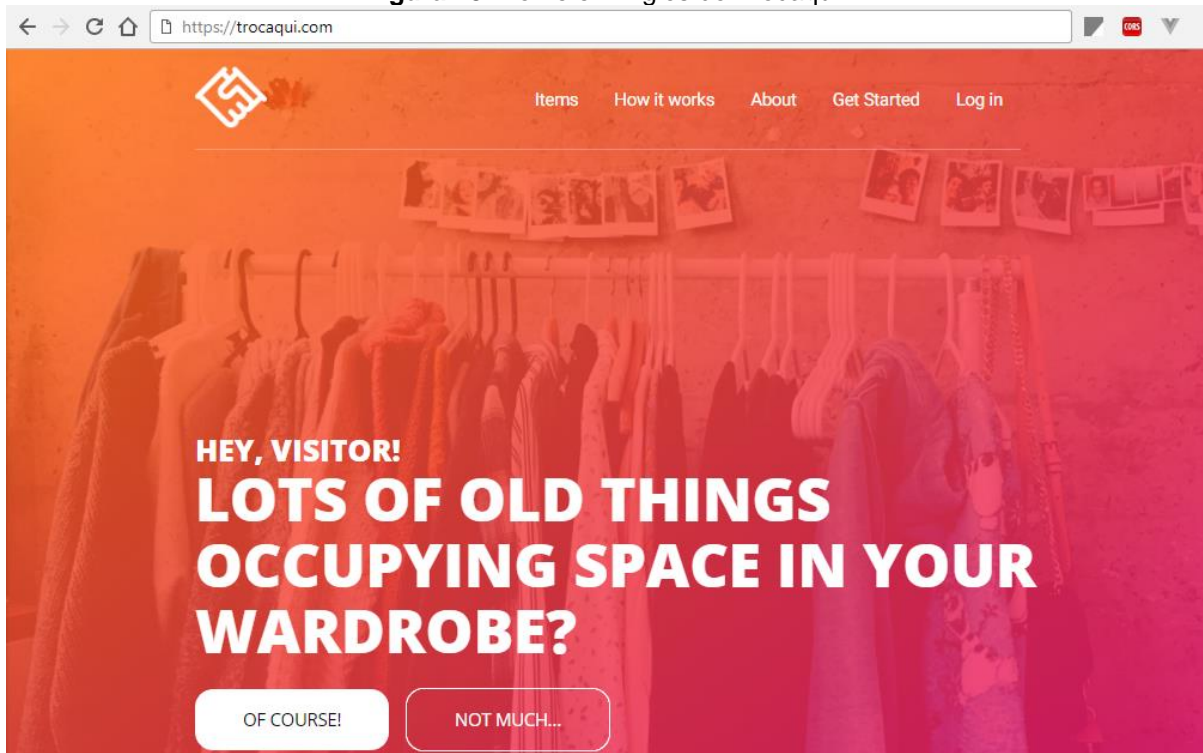 https://trocaqui.com
CORS
Items How it works About Get Started Log in
HEY, VISITOR!
LOTS OF OLD THINGS
OCCUPYING SPACE IN YOUR
WARDROBE?
OF COURSE! NOT MUCH...